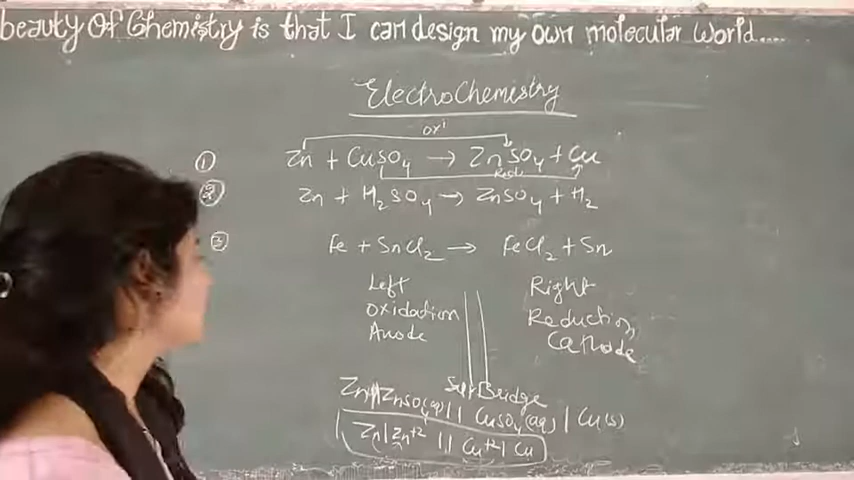 beauty Of Chemistry is that I can design my own molecular world....
ElectroChemistry
oxi
① Zn + CuSO4 → ZnSO4 + Cu
Red
② Zn + H2SO4 → ZnSO4 + H2
③ Fe + SnCl2 → FeCl2 + Sn
Left Right
Oxidation Reduction,
Anode Cathode
Salt Bridge
Zn | ZnSO4(aq) || CuSO4(aq) | Cu(s)
Zn | Zn+2 || Cu+2 | Cu